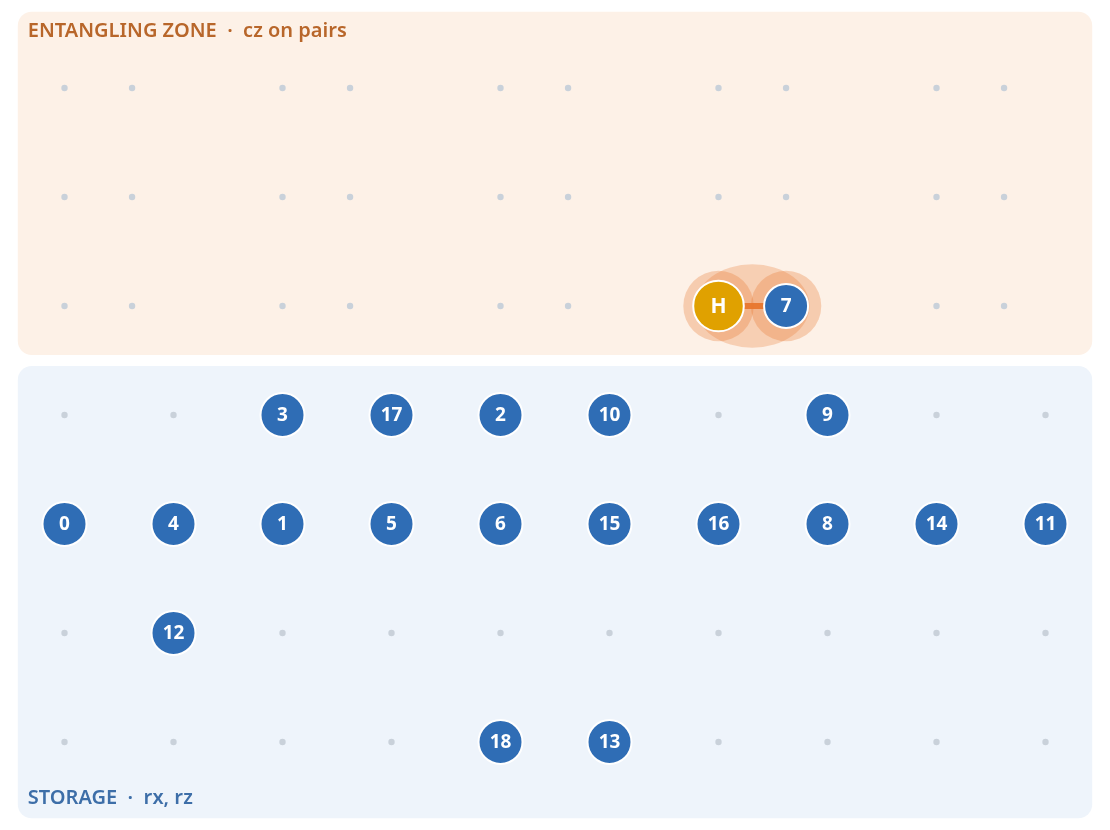 ENTANGLING ZONE · cz on pairs
H 7
3 17 2 10 9
0 4 1 5 6 15 16 8 14 11
12
18 13
STORAGE · rx, rz